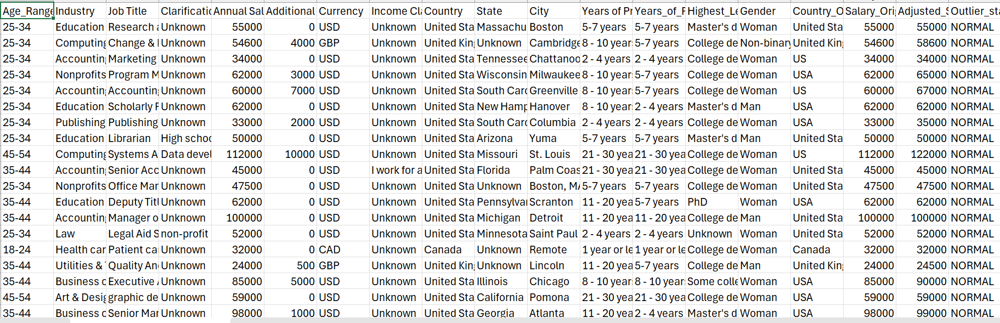 Age_Range Industry Job Title Clarificatic Annual Sal Additional Currency Income Cla Country State City Years of Pr Years_of_F Highest_Le Gender Country_O Salary_Ori Adjusted_S Outlier_sta
25-34 Education Research a Unknown 55000 0 USD Unknown United Sta Massachu Boston 5-7 years 5-7 years Master's d Woman United Sta 55000 55000 NORMAL
25-34 Computing Change & I Unknown 54600 4000 GBP Unknown United King Unknown Cambridge 8 - 10 years 5-7 years College de Non-binary United King 54600 58600 NORMAL
25-34 Accounting Marketing Unknown 34000 0 USD Unknown United Sta Tennessee Chattanoo 2 - 4 years 2 - 4 years College de Woman US 34000 34000 NORMAL
25-34 Nonprofits Program M Unknown 62000 3000 USD Unknown United Sta Wisconsin Milwaukee 8 - 10 years 5-7 years College de Woman USA 62000 65000 NORMAL
25-34 Accounting Accounting Unknown 60000 7000 USD Unknown United Sta South Caro Greenville 8 - 10 years 5-7 years College de Woman US 60000 67000 NORMAL
25-34 Education Scholarly P Unknown 62000 0 USD Unknown United Sta New Hamp Hanover 8 - 10 years 2 - 4 years Master's d Man USA 62000 62000 NORMAL
25-34 Publishing Publishing Unknown 33000 2000 USD Unknown United Sta South Caro Columbia 2 - 4 years 2 - 4 years College de Woman USA 33000 35000 NORMAL
25-34 Education Librarian High schoo 50000 0 USD Unknown United Sta Arizona Yuma 5-7 years 5-7 years Master's d Man United Sta 50000 50000 NORMAL
45-54 Computing Systems A Data devel 112000 10000 USD Unknown United Sta Missouri St. Louis 21 - 30 yea 21 - 30 yea College de Woman US 112000 122000 NORMAL
35-44 Accounting Senior Acc Unknown 45000 0 USD I work for a United Sta Florida Palm Coas 21 - 30 yea 21 - 30 yea College de Woman United Sta 45000 45000 NORMAL
25-34 Nonprofits Office Man Unknown 47500 0 USD Unknown United Sta Unknown Boston, MA 5-7 years 5-7 years College de Woman United Sta 47500 47500 NORMAL
35-44 Education Deputy Titl Unknown 62000 0 USD Unknown United Sta Pennsylvan Scranton 11 - 20 yea 5-7 years PhD Woman USA 62000 62000 NORMAL
35-44 Accounting Manager o Unknown 100000 0 USD Unknown United Sta Michigan Detroit 11 - 20 yea 11 - 20 yea College de Man United Sta 100000 100000 NORMAL
25-34 Law Legal Aid S non-profit 52000 0 USD Unknown United Sta Minnesota Saint Paul 2 - 4 years 2 - 4 years Unknown Woman United Sta 52000 52000 NORMAL
18-24 Health car Patient ca Unknown 32000 0 CAD Unknown Canada Unknown Remote 1 year or le 1 year or le College de Woman Canada 32000 32000 NORMAL
35-44 Utilities & T Quality Ana Unknown 24000 500 GBP Unknown United King Unknown Lincoln 11 - 20 yea 5-7 years College de Man United King 24000 24500 NORMAL
35-44 Business o Executive A Unknown 85000 5000 USD Unknown United Sta Illinois Chicago 8 - 10 years 8 - 10 years Some colle Woman USA 85000 90000 NORMAL
45-54 Art & Desig graphic de Unknown 59000 0 USD Unknown United Sta California Pomona 21 - 30 yea 21 - 30 yea College de Woman USA 59000 59000 NORMAL
35-44 Business o Senior Man Unknown 98000 1000 USD Unknown United Sta Georgia Atlanta 11 - 20 yea 2 - 4 years Master's d Woman USA 98000 99000 NORMAL